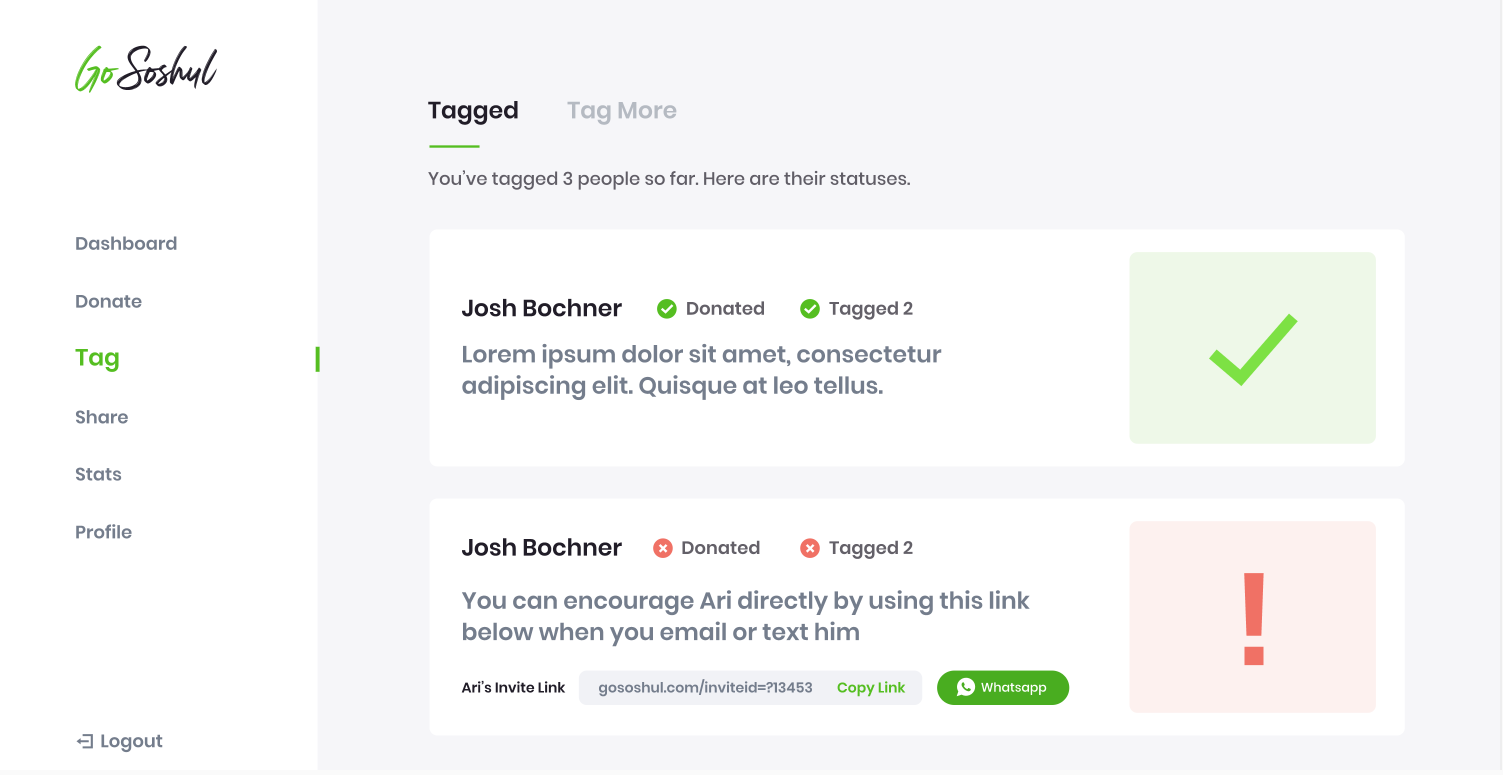 Go Soshul
Tagged Tag More
You've tagged 3 people so far. Here are their statuses.
Dashboard
Donate
Tag
Share
Stats
Profile
Logout
Josh Bochner Donated Tagged 2
Lorem ipsum dolor sit amet, consectetur
adipiscing elit. Quisque at leo tellus.
Josh Bochner Donated Tagged 2
You can encourage Ari directly by using this link
below when you email or text him
Ari's Invite Link gososhul.com/inviteid=?13453 Copy Link Whatsapp